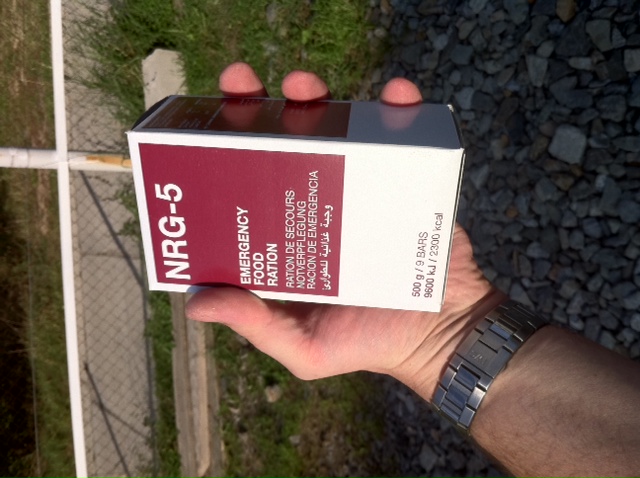 NRG-5
EMERGENCY
FOOD
RATION
RATION DE SECOURS
NOTVERPFLEGUNG
RACION DE EMERGENCIA
وجبة غذائية للطوارئ
500 g / 9 BARS
9600 kJ / 2300 kcal